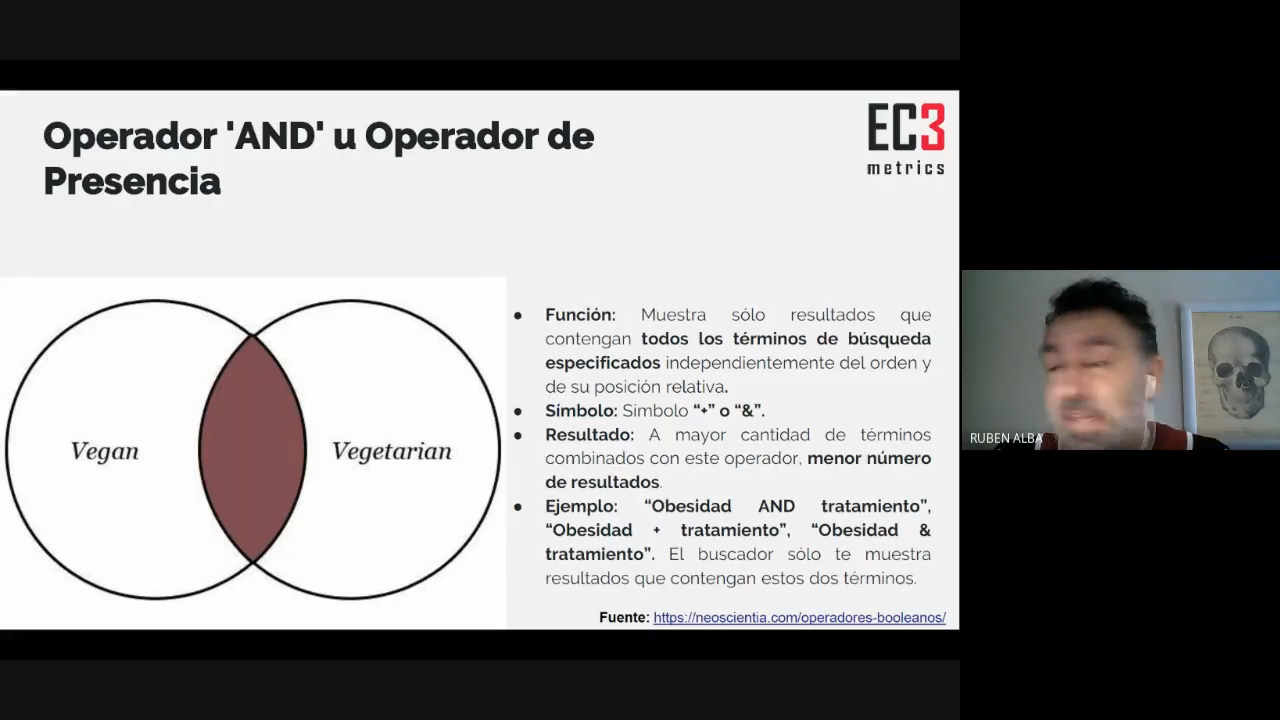 Operador 'AND' u Operador de
Presencia
EC3
metrics
Vegan
Vegetarian
● Función: Muestra sólo resultados que
contengan todos los términos de búsqueda
especificados independientemente del orden y
de su posición relativa.
● Símbolo: Símbolo “+” o “&”.
● Resultado: A mayor cantidad de términos
combinados con este operador, menor número
de resultados.
● Ejemplo: “Obesidad AND tratamiento”,
“Obesidad + tratamiento”, “Obesidad &
tratamiento”. El buscador sólo te muestra
resultados que contengan estos dos términos.
Fuente: https://neoscientia.com/operadores-booleanos/
RUBEN ALBA